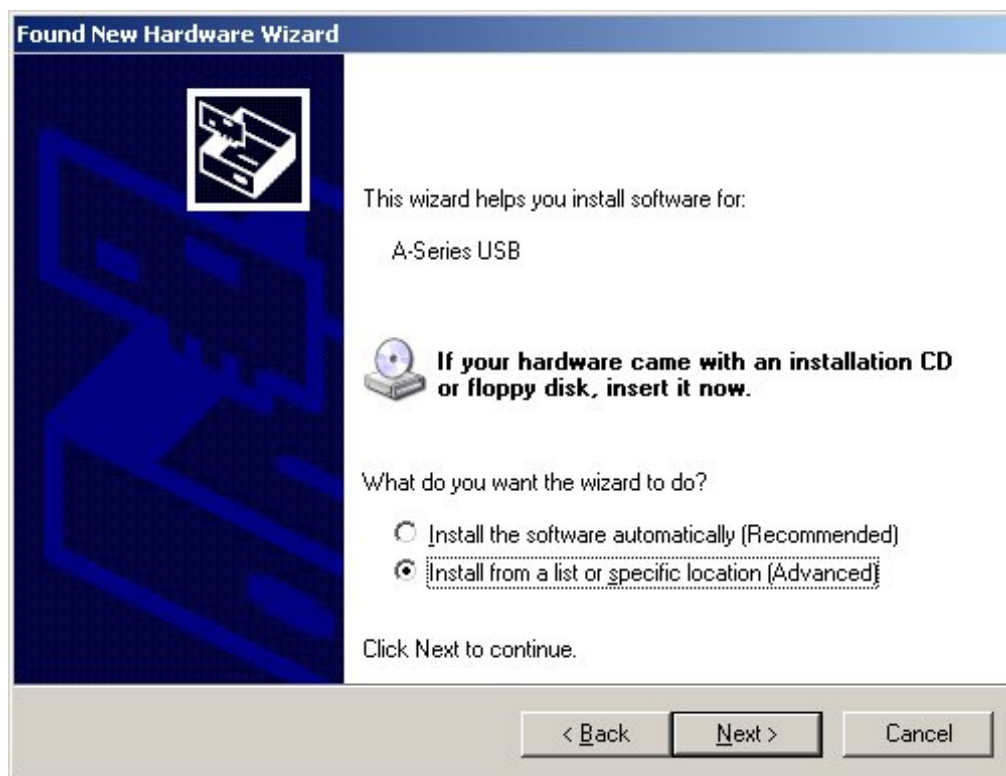 Found New Hardware Wizard
This wizard helps you install software for:
A-Series USB
If your hardware came with an installation CD
or floppy disk, insert it now.
What do you want the wizard to do?
Install the software automatically (Recommended)
Install from a list or specific location (Advanced)
Click Next to continue.
< Back
Next >
Cancel